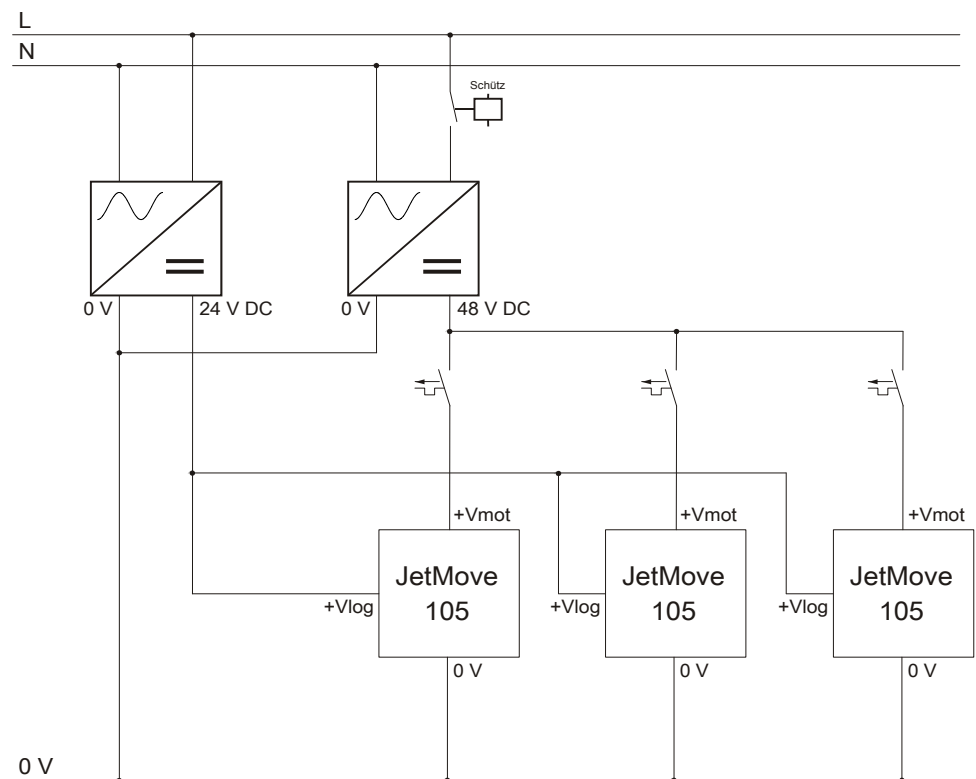 L
N
Schütz
0 V
24 V DC
0 V
48 V DC
+Vmot
+Vmot
+Vmot
JetMove
105
JetMove
105
JetMove
105
+Vlog
+Vlog
+Vlog
0 V
0 V
0 V
0 V